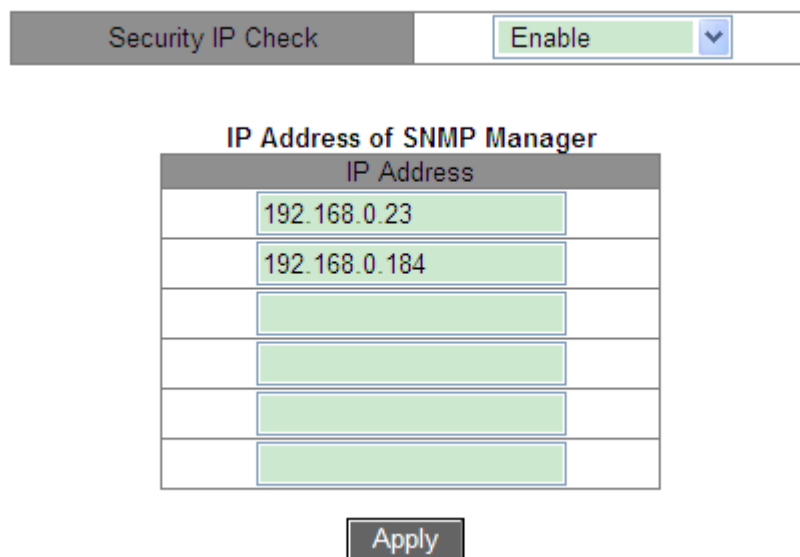 Security IP Check Enable
IP Address of SNMP Manager
IP Address
192.168.0.23
192.168.0.184
Apply